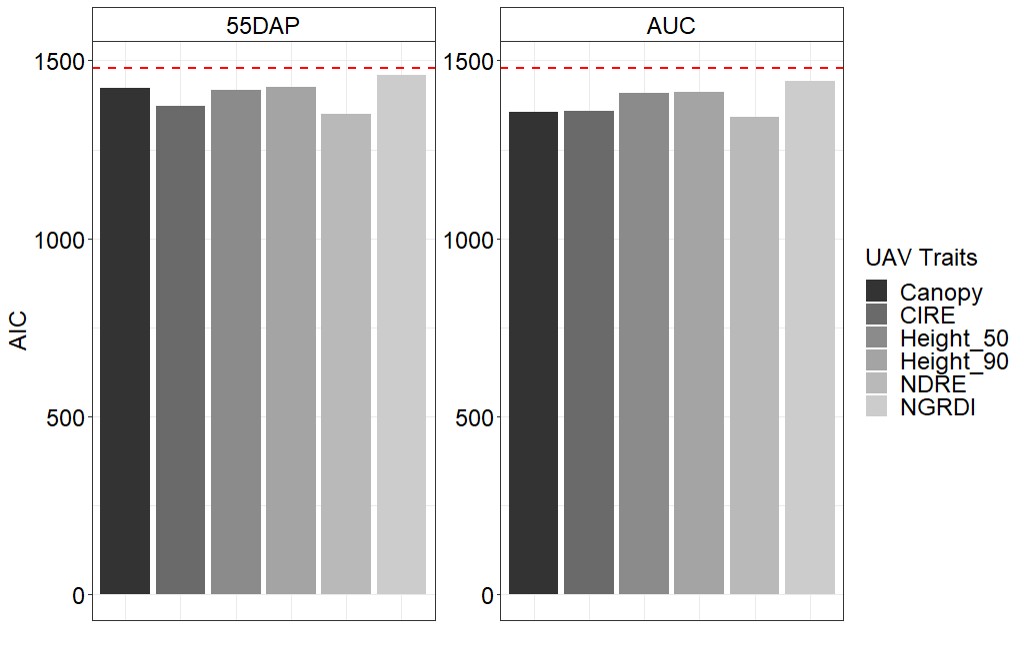 55DAP
AUC
AIC
1500
1000
500
0
1500
1000
500
0
UAV Traits
Canopy
CIRE
Height_50
Height_90
NDRE
NGRDI